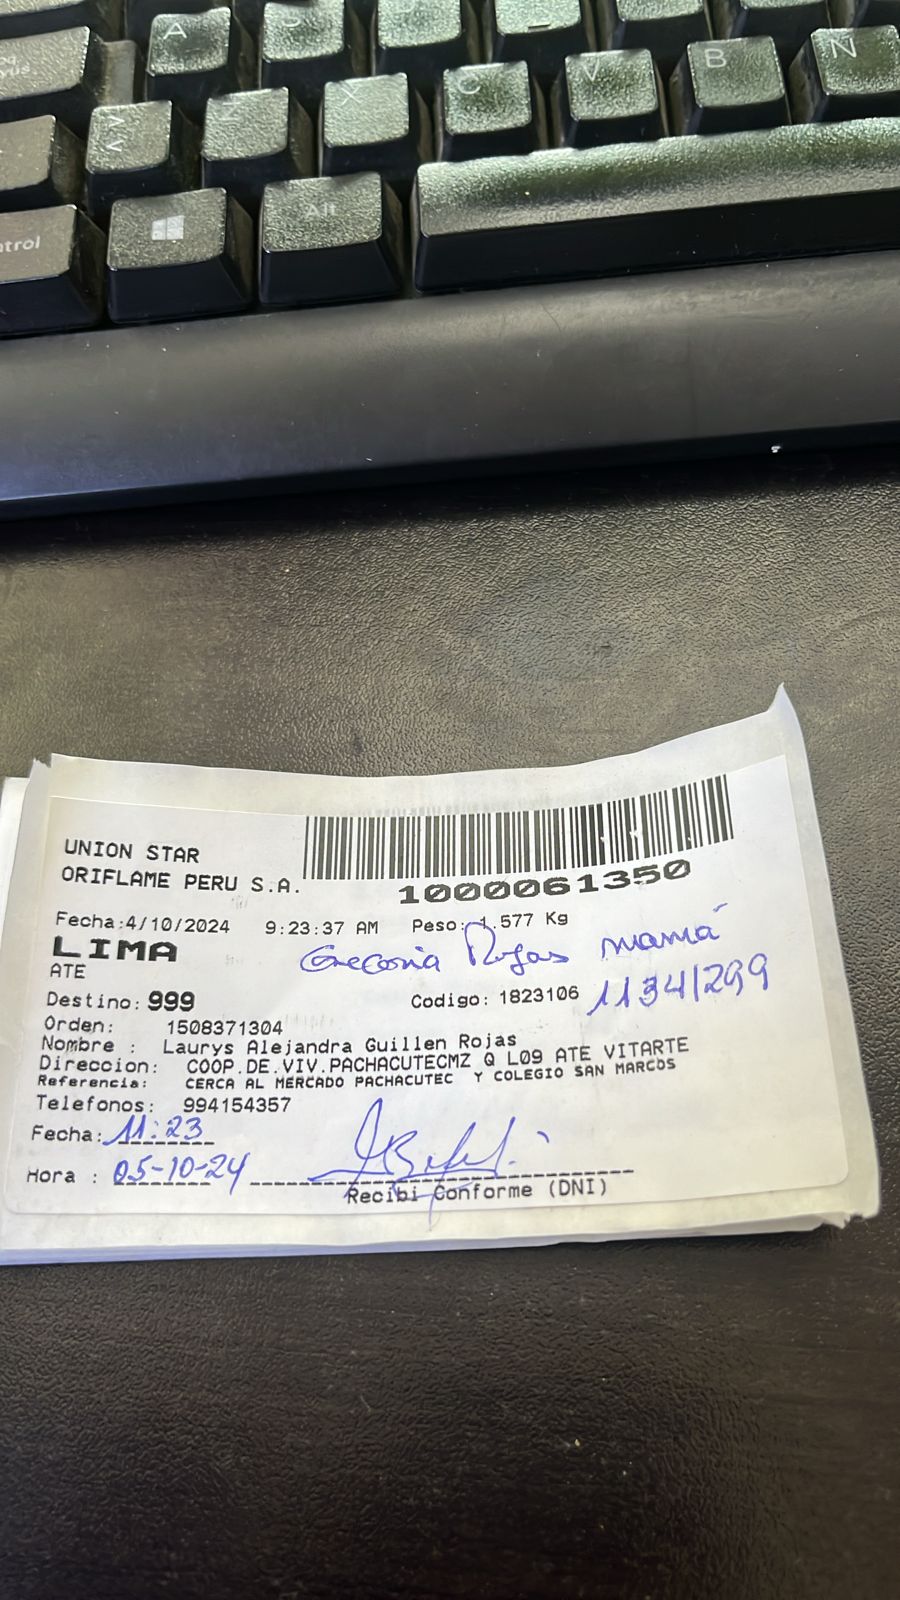 A
S
Z
X
C
V
B
N
ntrol
Alt
UNION STAR
ORIFLAME PERU S.A.
1000061350
Fecha:4/10/2024 9:23:37 AM Peso: 1.577 Kg
LIMA
Grecoria Rojas mamá
ATE
Destino: 999 Codigo: 1823106
Orden: 1508371304
Nombre : Laurys Alejandra Guillen Rojas
Direccion: COOP.DE.VIV.PACHACUTECMZ Q L09 ATE VITARTE
Referencia: CERCA AL MERCADO PACHACUTEC Y COLEGIO SAN MARCOS
Telefonos: 994154357
Fecha: 11:23
Hora : 05-10-24
Recibi Conforme (DNI)